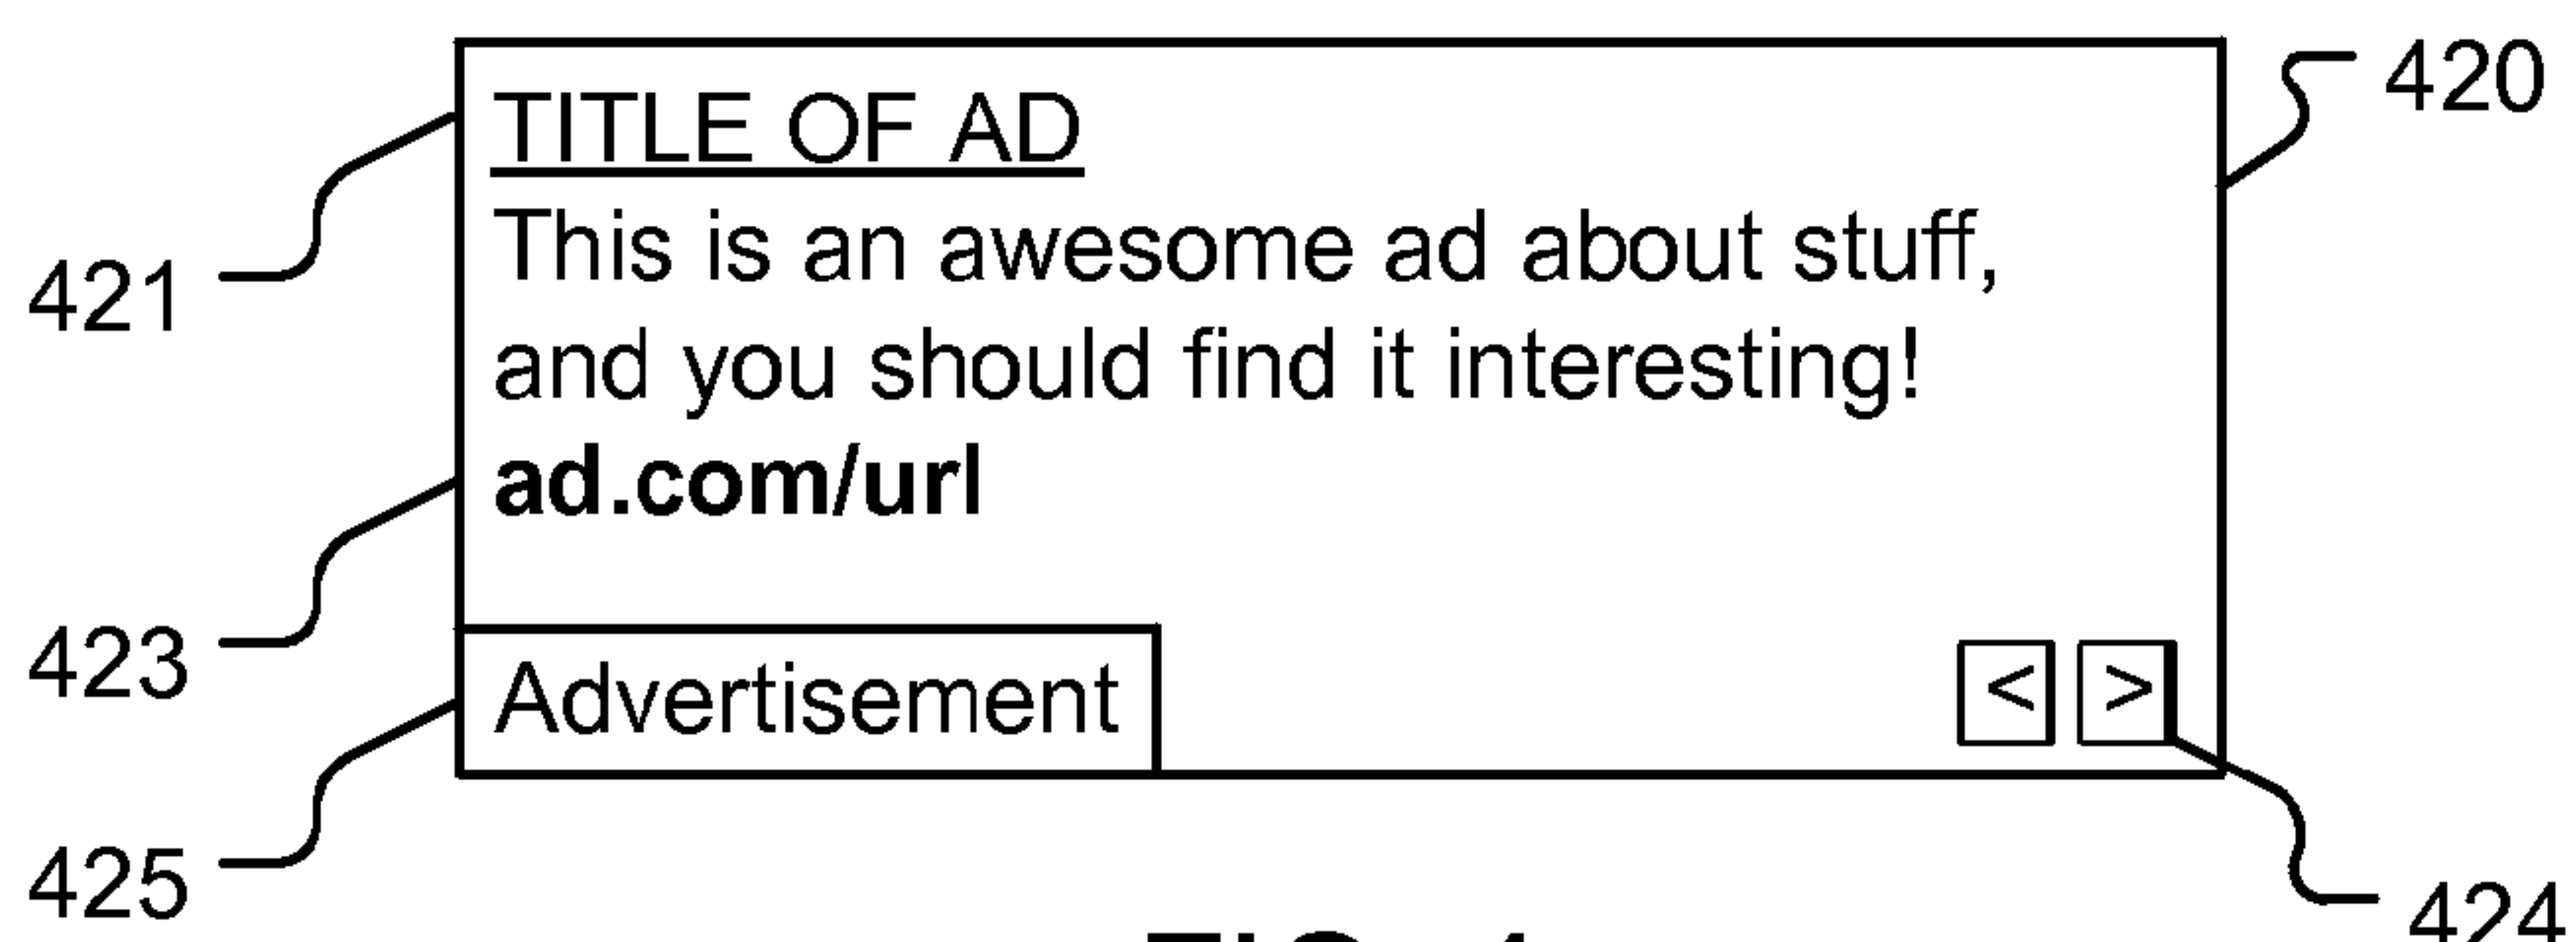 420
TITLE OF AD
This is an awesome ad about stuff,
421
and you should find it interesting!
ad.com/url
423
Advertisement
< >
425
424